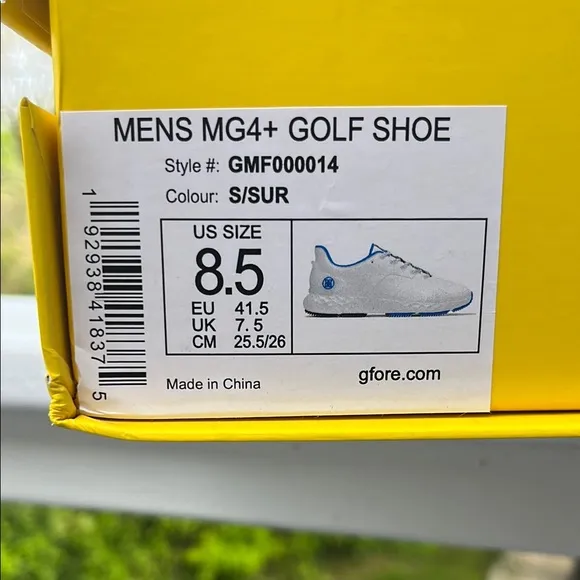 MENS MG4+ GOLF SHOE
Style #: GMF000014
Colour: S/SUR
US SIZE
8.5
EU 41.5
UK 7.5
CM 25.5/26
Made in China
gfore.com
1 92938 41837 5